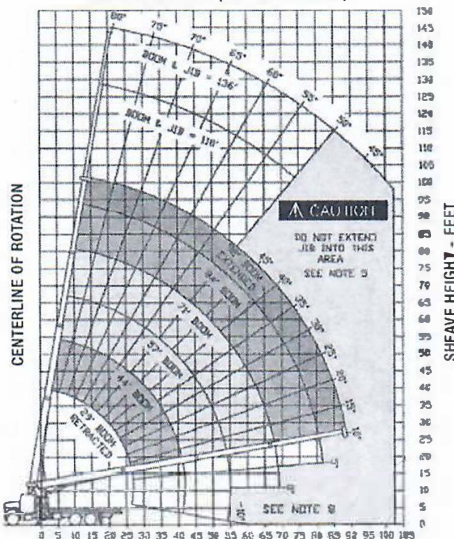 80°
75°
70°
65°
60°
55°
50°
45°
BOOM & JIB = 136'
BOOM & JIB = 118'
CAUTION
DO NOT EXTEND
JIB INTO THIS
AREA
SEE NOTE 5
BOOM
EXTENDED
45°
40°
35°
30°
25°
20°
15°
10°
71' BOOM
57' BOOM
44' BOOM
29' BOOM
RETRACTED
SEE NOTE 8
CENTERLINE OF ROTATION
SHEAVE HEIGHT - FEET
150
145
140
135
130
125
120
115
110
105
100
95
90
85
80
75
70
65
60
55
50
45
40
35
30
25
20
15
10
5
0
0 5 10 15 20 25 30 35 40 45 50 55 60 65 70 75 80 85 90 95 100 105